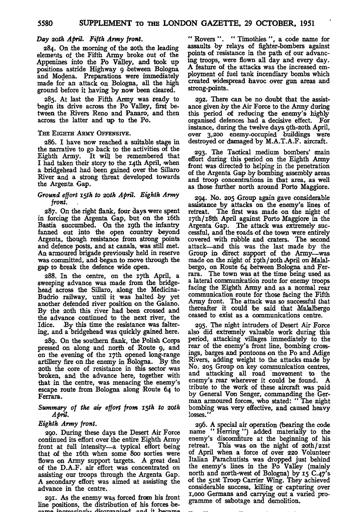 5580 SUPPLEMENT TO THE LONDON GAZETTE, 29 OCTOBER, 1951
Day 20th April. Fifth Army front.
284. On the morning of the 20th the leading
elements of the Fifth Army broke out of the
Appenines into the Po Valley, and took up
positions astride Highway 9 between Bologna
and Modena. Preparations were immediately
made for an attack on Bologna, all the high
ground before it having by now been cleared.
285. At last the Fifth Army was ready to
begin its drive across the Po Valley, first be-
tween the Rivers Reno and Panaro, and then
across the latter and up to the Po.
THE EIGHTH ARMY OFFENSIVE.
286. I have now reached a suitable stage in
the narrative to go back to the activities of the
Eighth Army. It will be remembered that
I had taken their story to the 14th April, when
a bridgehead had been gained over the Sillaro
River and a strong thrust developed towards
the Argenta Gap.
Ground effort 15th to 20th April. Eighth Army
front.
287. On the right flank, four days were spent
in forcing the Argenta Gap, but on the 16th
Bastia succumbed. On the 19th the infantry
fanned out into the open country beyond
Argenta, though resistance from strong points
and defence posts, and at canals, was still met.
An armoured brigade previously held in reserve
was committed, and began to move through the
gap to break the defence wide open.
288. In the centre, on the 17th April, a
sweeping advance was made from the bridge-
head across the Sillaro, along the Medicina-
Budrio railway, until it was halted by yet
another defended river position on the Gaiano.
By the 20th this river had been crossed and
the advance continued to the next river, the
Idice. By this time the resistance was falter-
ing, and a bridgehead was quickly gained here.
289. On the southern flank, the Polish Corps
pressed on along and north of Route 9, and
on the evening of the 17th opened long-range
artillery fire on the enemy in Bologna. By the
20th the core of resistance in this sector was
broken, and the advance here, together with
that in the centre, was menacing the enemy's
escape route from Bologna along Route 64 to
Ferrara.
Summary of the air effort from 15th to 20th
April.
Eighth Army front.
290. During these days the Desert Air Force
continued its effort over the entire Eighth Army
front at full intensity—a typical effort being
that of the 16th when some 800 sorties were
flown on Army support targets. A great deal
of the D.A.F. air effort was concentrated on
assisting our troops through the Argenta Gap.
A secondary effort was aimed at assisting the
advance in the centre.
291. As the enemy was forced from his front
line positions, the distribution of his forces be-
" Rovers ". " Timothies ", a code name for
assaults by relays of fighter-bombers against
points of resistance in the path of our advanc-
ing troops, were flown all day and every day.
A feature of the attacks was the increased em-
ployment of fuel tank incendiary bombs which
created widespread havoc over gun areas and
strong-points.
292. There can be no doubt that the assist-
ance given by the Air Force to the Army during
this period of reducing the enemy's highly
organised defences had a decisive effect. For
instance, during the twelve days 9th-20th April,
over 3,200 enemy-occupied buildings were
destroyed or damaged by M.A.T.A.F. aircraft.
293. The Tactical medium bombers' main
effort during this period on the Eighth Army
front was directed to helping in the penetration
of the Argenta Gap by bombing assembly areas
and troop concentrations in that area, as well
as those further north around Porto Maggiore.
294. No. 205 Group again gave considerable
assistance by attacks on the enemy's lines of
retreat. The first was made on the night of
17th/18th April against Porto Maggiore in the
Argenta Gap. The attack was extremely suc-
cessful, and the roads of the town were entirely
covered with rubble and craters. The second
attack—and this was the last made by the
Group in direct support of the Army—was
made on the night of 19th/20th April on Malal-
bergo, on Route 64 between Bologna and Fer-
rara. The town was at the time being used as
a lateral communication route for enemy troops
facing the Eighth Army and as a normal rear
communication route for those facing the Fifth
Army front. The attack was so successful that
thereafter it could be said that Malalbergo
ceased to exist as a communications centre.
295. The night intruders of Desert Air Force
also did extremely valuable work during this
period, attacking villages immediately to the
rear of the enemy's front line, bombing cross-
ings, barges and pontoons on the Po and Adige
Rivers, adding weight to the attacks made by
No. 205 Group on key communication centres,
and attacking all road movement to the
enemy's rear wherever it could be found. A
tribute to the work of these aircraft was paid
by General Von Senger, commanding the Ger-
man armoured forces, who stated: " The night
bombing was very effective, and caused heavy
losses."
296. A special air operation (bearing the code
name " Herring ") added materially to the
enemy's discomfiture at the beginning of his
retreat. This was on the night of 20th/21st
of April when a force of over 220 Volunteer
Italian Parachutists was dropped just behind
the enemy's lines in the Po Valley (mainly
north and north-west of Bologna) by 15 C.47's
of the 51st Troop Carrier Wing. They achieved
considerable success, killing or capturing over
1,000 Germans and carrying out a varied pro-
gramme of sabotage and demolition.